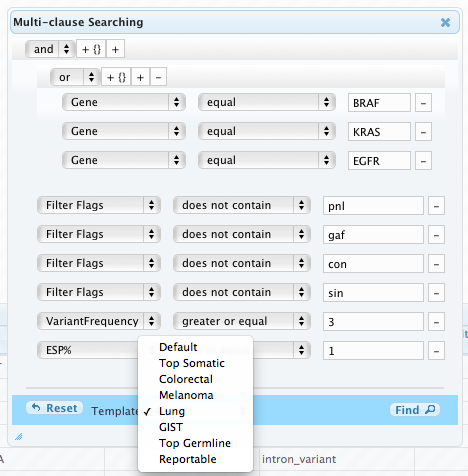 Multi-clause Searching
and + {} +
or + {} + −
Gene equal BRAF −
Gene equal KRAS −
Gene equal EGFR −
Filter Flags does not contain pnl −
Filter Flags does not contain gaf −
Filter Flags does not contain con −
Filter Flags does not contain sin −
VariantFrequency greater or equal 3 −
ESP% 1 −
Default
Top Somatic
Colorectal
Melanoma
Reset Template ✓ Lung Find
GIST
Top Germline
Reportable
intron_variant